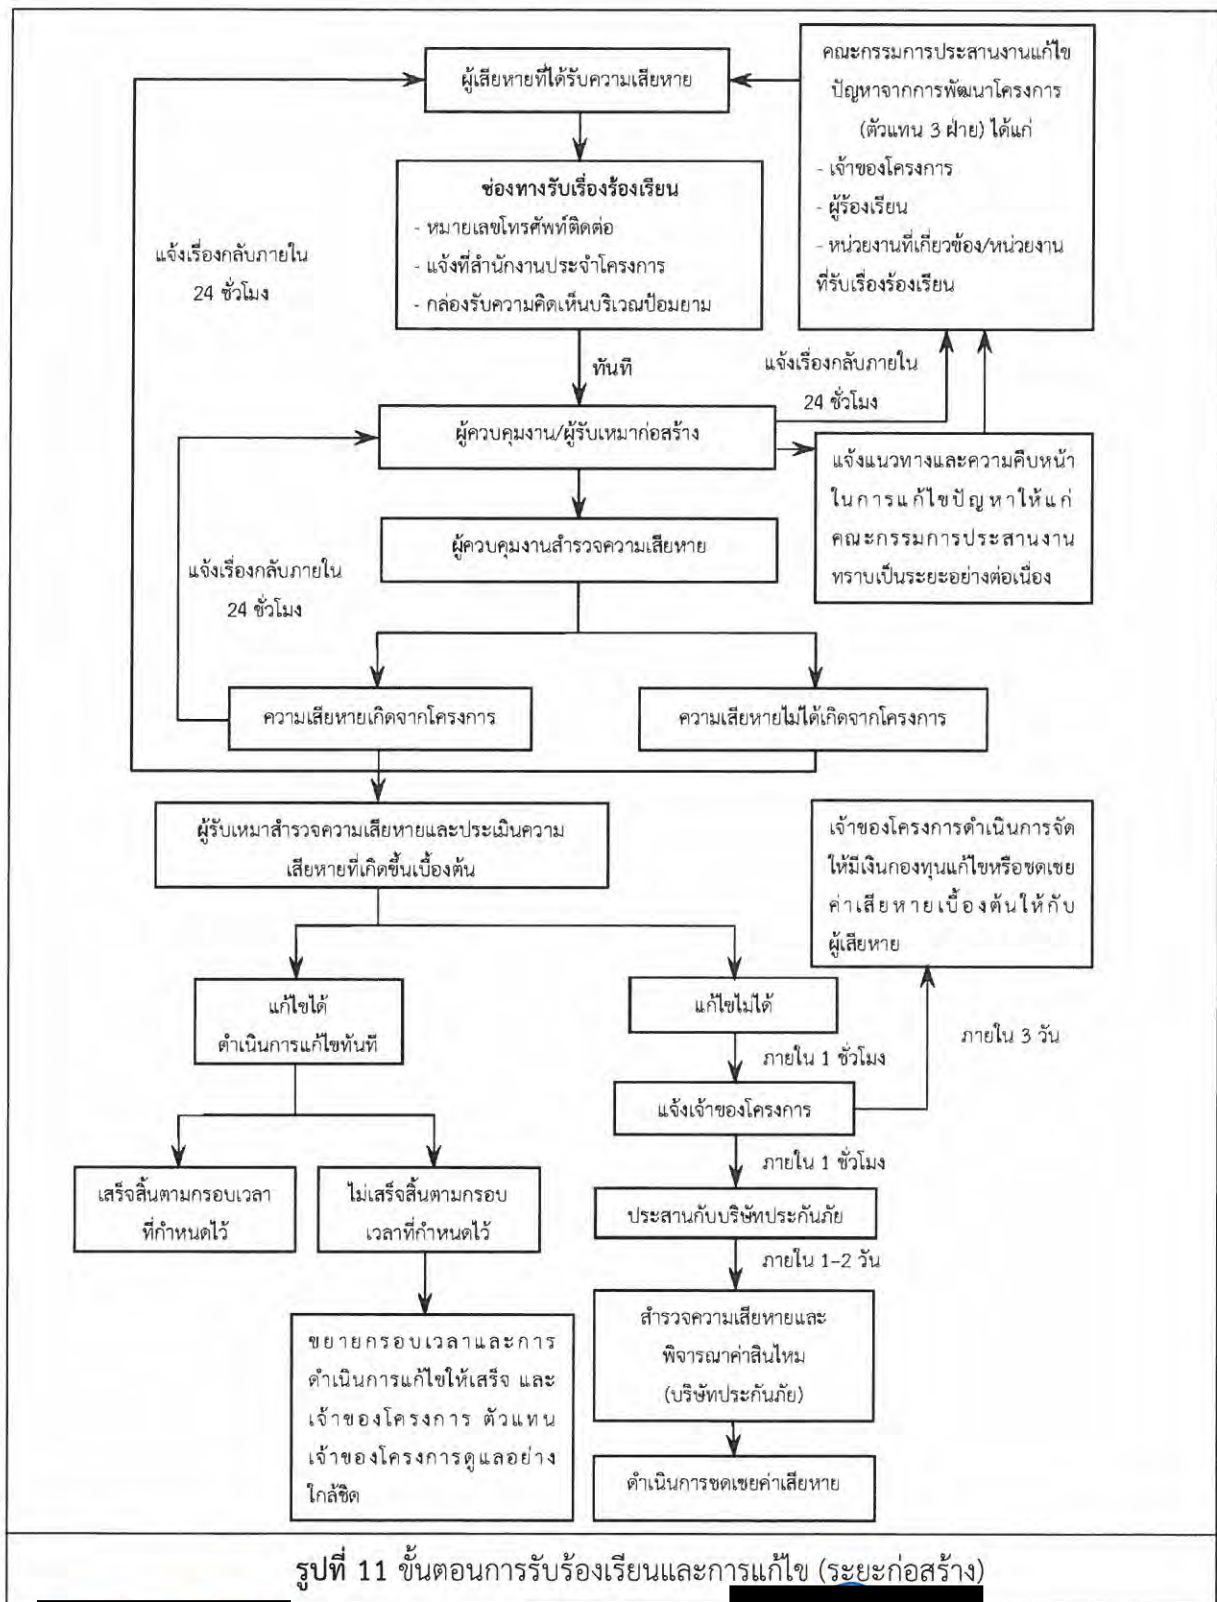 ผู้เสียหายที่ได้รับความเสียหาย
คณะกรรมการประสานงานแก้ไข
ปัญหาจากการพัฒนาโครงการ
(ตัวแทน 3 ฝ่าย) ได้แก่
- เจ้าของโครงการ
- ผู้ร้องเรียน
- หน่วยงานที่เกี่ยวข้อง/หน่วยงาน
ที่รับเรื่องร้องเรียน
ช่องทางรับเรื่องร้องเรียน
- หมายเลขโทรศัพท์ติดต่อ
- แจ้งที่สำนักงานประจำโครงการ
- กล่องรับความคิดเห็นบริเวณป้อมยาม
แจ้งเรื่องกลับภายใน
24 ชั่วโมง
ทันที
แจ้งเรื่องกลับภายใน
24 ชั่วโมง
ผู้ควบคุมงาน/ผู้รับเหมาก่อสร้าง
แจ้งแนวทางและความคืบหน้า
ในการแก้ไขปัญหาให้แก่
คณะกรรมการประสานงาน
ทราบเป็นระยะอย่างต่อเนื่อง
ผู้ควบคุมงานสำรวจความเสียหาย
แจ้งเรื่องกลับภายใน
24 ชั่วโมง
ความเสียหายเกิดจากโครงการ
ความเสียหายไม่ได้เกิดจากโครงการ
ผู้รับเหมาสำรวจความเสียหายและประเมินความ
เสียหายที่เกิดขึ้นเบื้องต้น
เจ้าของโครงการดำเนินการจัด
ให้มีเงินกองทุนแก้ไขหรือชดเชย
ค่าเสียหายเบื้องต้นให้กับ
ผู้เสียหาย
แก้ไขได้
ดำเนินการแก้ไขทันที
แก้ไขไม่ได้
ภายใน 3 วัน
ภายใน 1 ชั่วโมง
แจ้งเจ้าของโครงการ
ภายใน 1 ชั่วโมง
เสร็จสิ้นตามกรอบเวลา
ที่กำหนดไว้
ไม่เสร็จสิ้นตามกรอบ
เวลาที่กำหนดไว้
ประสานกับบริษัทประกันภัย
ภายใน 1–2 วัน
ขยายกรอบเวลาและการ
ดำเนินการแก้ไขให้เสร็จ และ
เจ้าของโครงการ ตัวแทน
เจ้าของโครงการดูแลอย่าง
ใกล้ชิด
สำรวจความเสียหายและ
พิจารณาค่าสินไหม
(บริษัทประกันภัย)
ดำเนินการชดเชยค่าเสียหาย
รูปที่ 11 ขั้นตอนการรับร้องเรียนและการแก้ไข (ระยะก่อสร้าง)